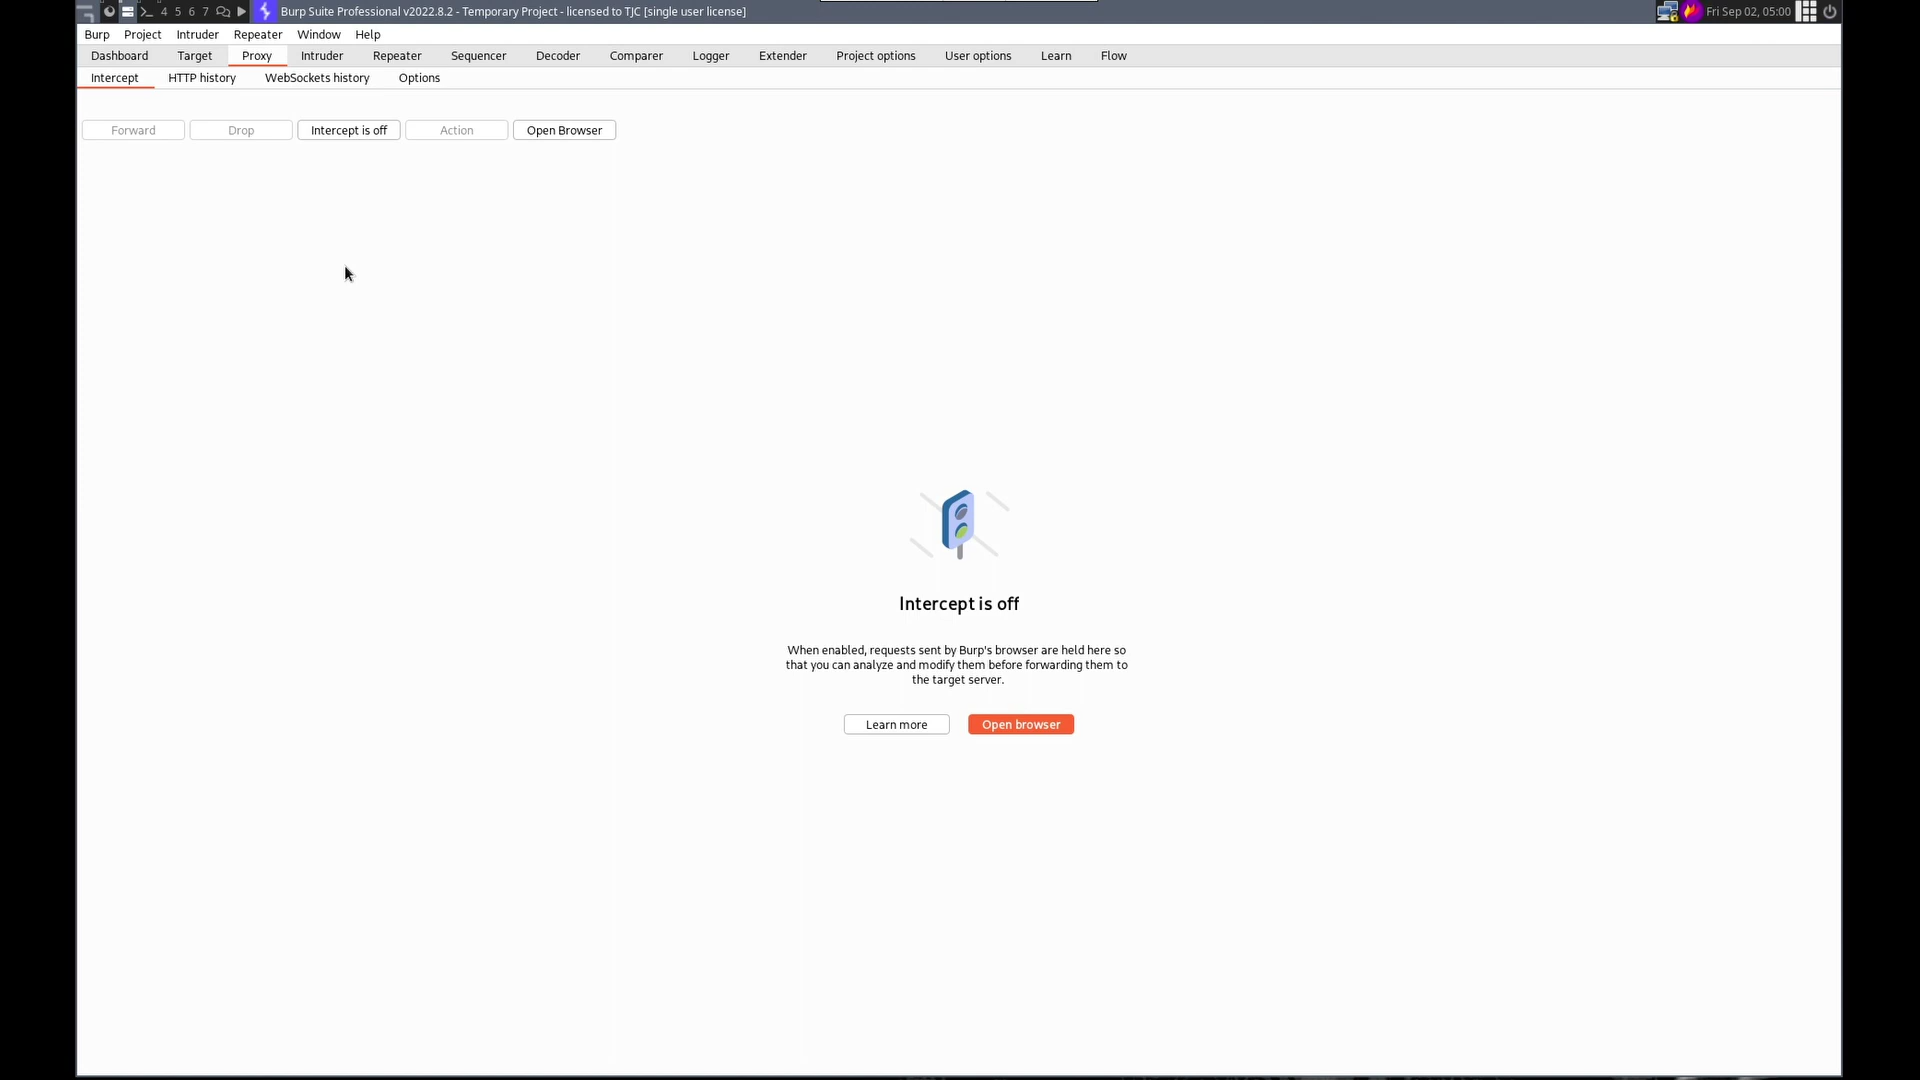 4 5 6 7 Burp Suite Professional v2022.8.2 - Temporary Project - licensed to TJC [single user license] Fri Sep 02, 05:00
Burp Project Intruder Repeater Window Help
Dashboard Target Proxy Intruder Repeater Sequencer Decoder Comparer Logger Extender Project options User options Learn Flow
Intercept HTTP history WebSockets history Options
Forward Drop Intercept is off Action Open Browser
Intercept is off
When enabled, requests sent by Burp's browser are held here so
that you can analyze and modify them before forwarding them to
the target server.
Learn more Open browser